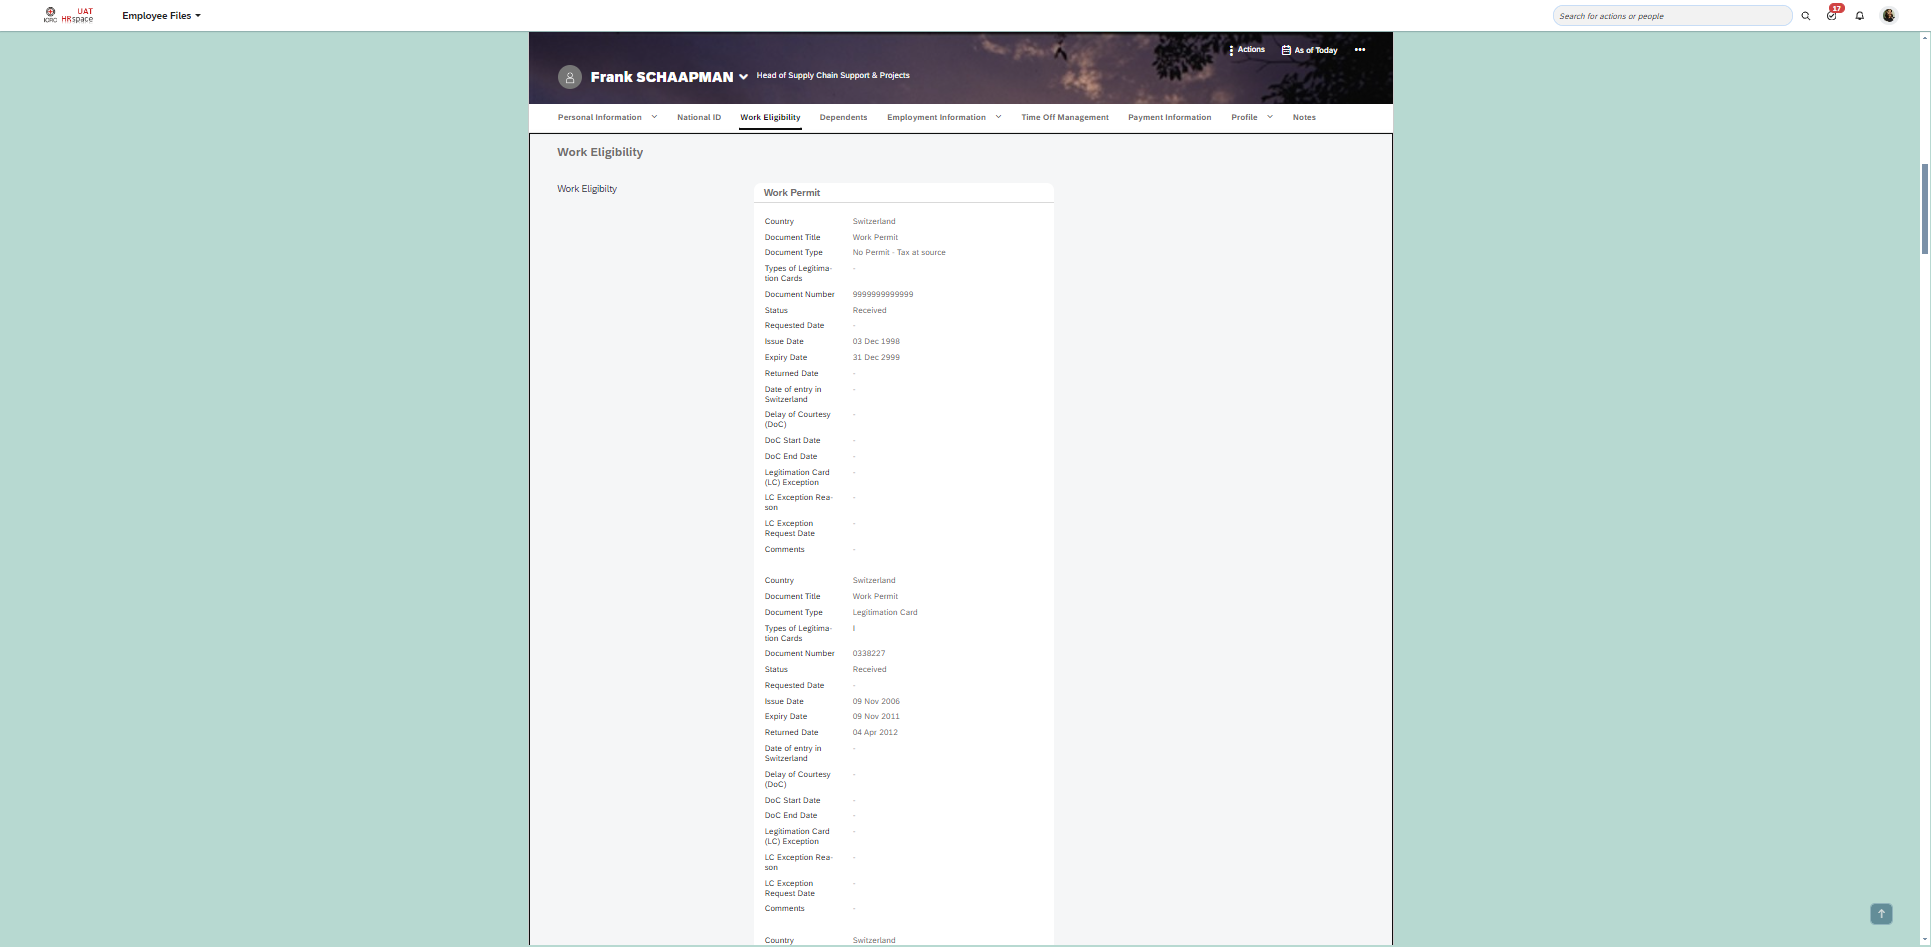 ICRC UAT HRspace
Employee Files
Search for actions or people
17
Actions
As of Today
Frank SCHAAPMAN
Head of Supply Chain Support & Projects
Personal Information National ID Work Eligibility Dependents Employment Information Time Off Management Payment Information Profile Notes
Work Eligibility
Work Eligibilty
Work Permit
Country Switzerland
Document Title Work Permit
Document Type No Permit - Tax at source
Types of Legitima-
tion Cards -
Document Number 9999999999999
Status Received
Requested Date -
Issue Date 03 Dec 1998
Expiry Date 31 Dec 2999
Returned Date -
Date of entry in
Switzerland -
Delay of Courtesy
(DoC) -
DoC Start Date -
DoC End Date -
Legitimation Card
(LC) Exception -
LC Exception Rea-
son -
LC Exception
Request Date -
Comments -
Country Switzerland
Document Title Work Permit
Document Type Legitimation Card
Types of Legitima-
tion Cards I
Document Number 0338227
Status Received
Requested Date -
Issue Date 09 Nov 2006
Expiry Date 09 Nov 2011
Returned Date 04 Apr 2012
Date of entry in
Switzerland -
Delay of Courtesy
(DoC) -
DoC Start Date -
DoC End Date -
Legitimation Card
(LC) Exception -
LC Exception Rea-
son -
LC Exception
Request Date -
Comments -
Country Switzerland